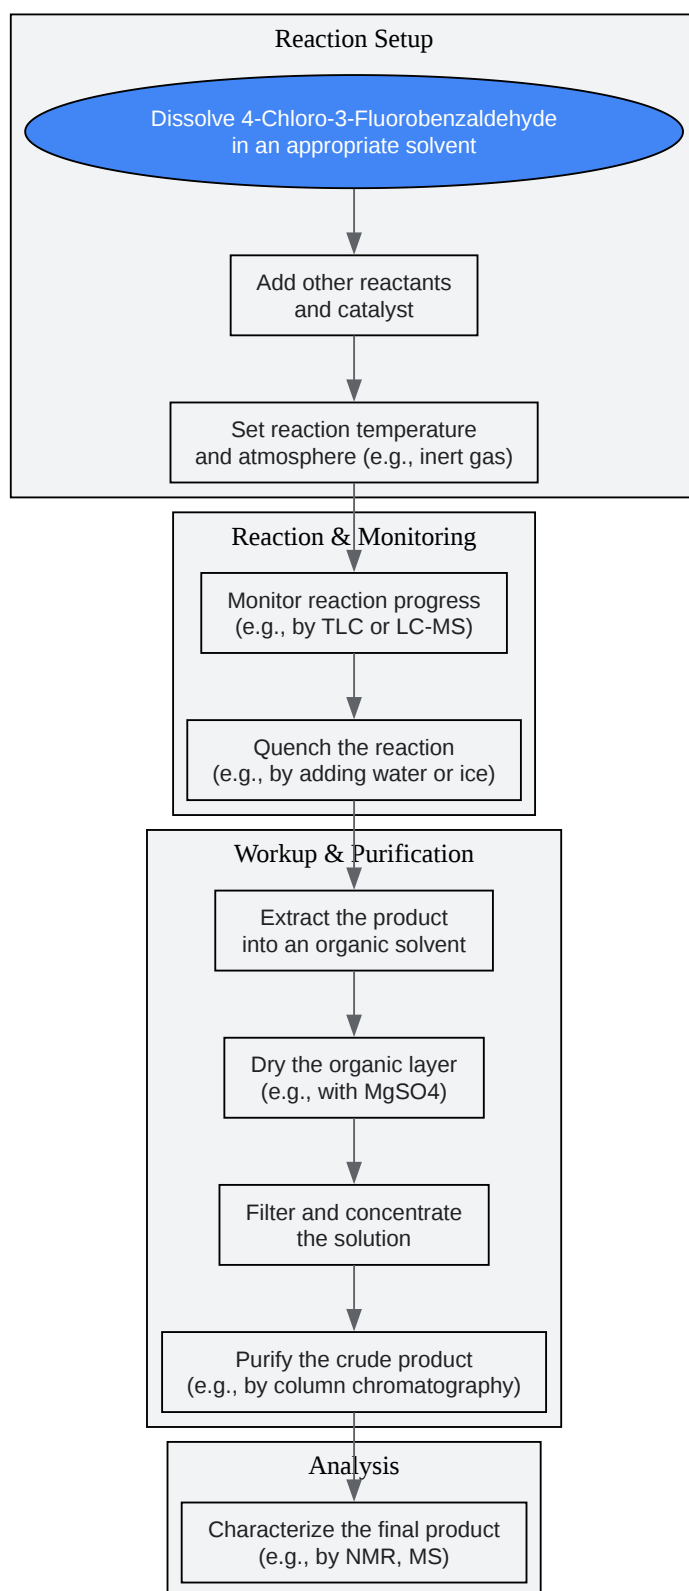 Reaction Setup
Dissolve 4-Chloro-3-Fluorobenzaldehyde
in an appropriate solvent
Add other reactants
and catalyst
Set reaction temperature
and atmosphere (e.g., inert gas)
Reaction & Monitoring
Monitor reaction progress
(e.g., by TLC or LC-MS)
Quench the reaction
(e.g., by adding water or ice)
Workup & Purification
Extract the product
into an organic solvent
Dry the organic layer
(e.g., with MgSO4)
Filter and concentrate
the solution
Purify the crude product
(e.g., by column chromatography)
Analysis
Characterize the final product
(e.g., by NMR, MS)